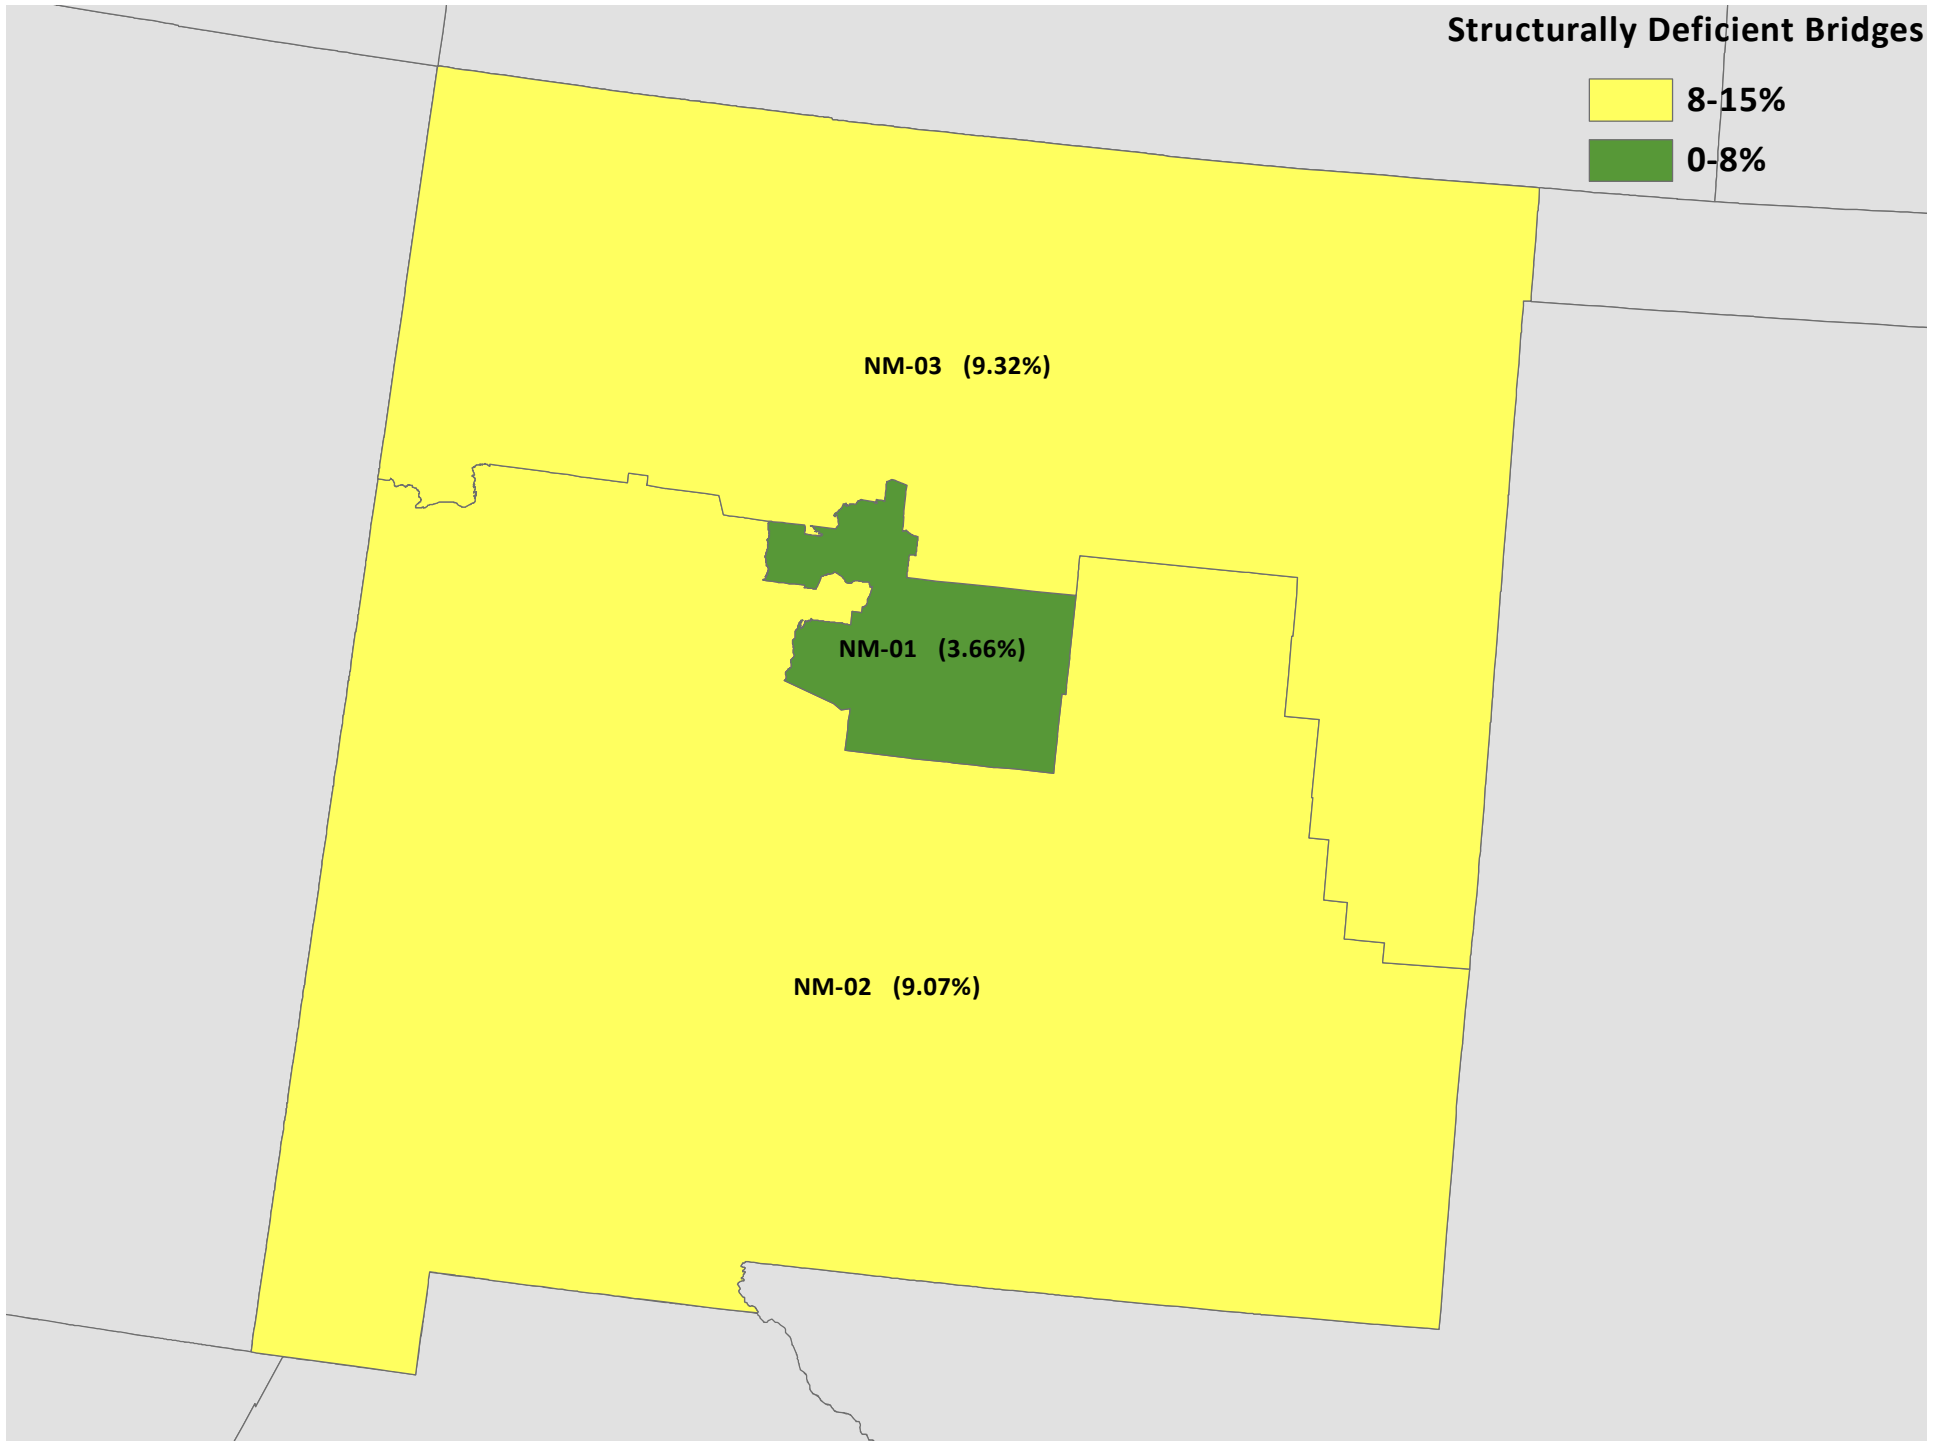 Structurally Deficient Bridges
8-15%
0-8%
NM-03 (9.32%)
NM-01 (3.66%)
NM-02 (9.07%)